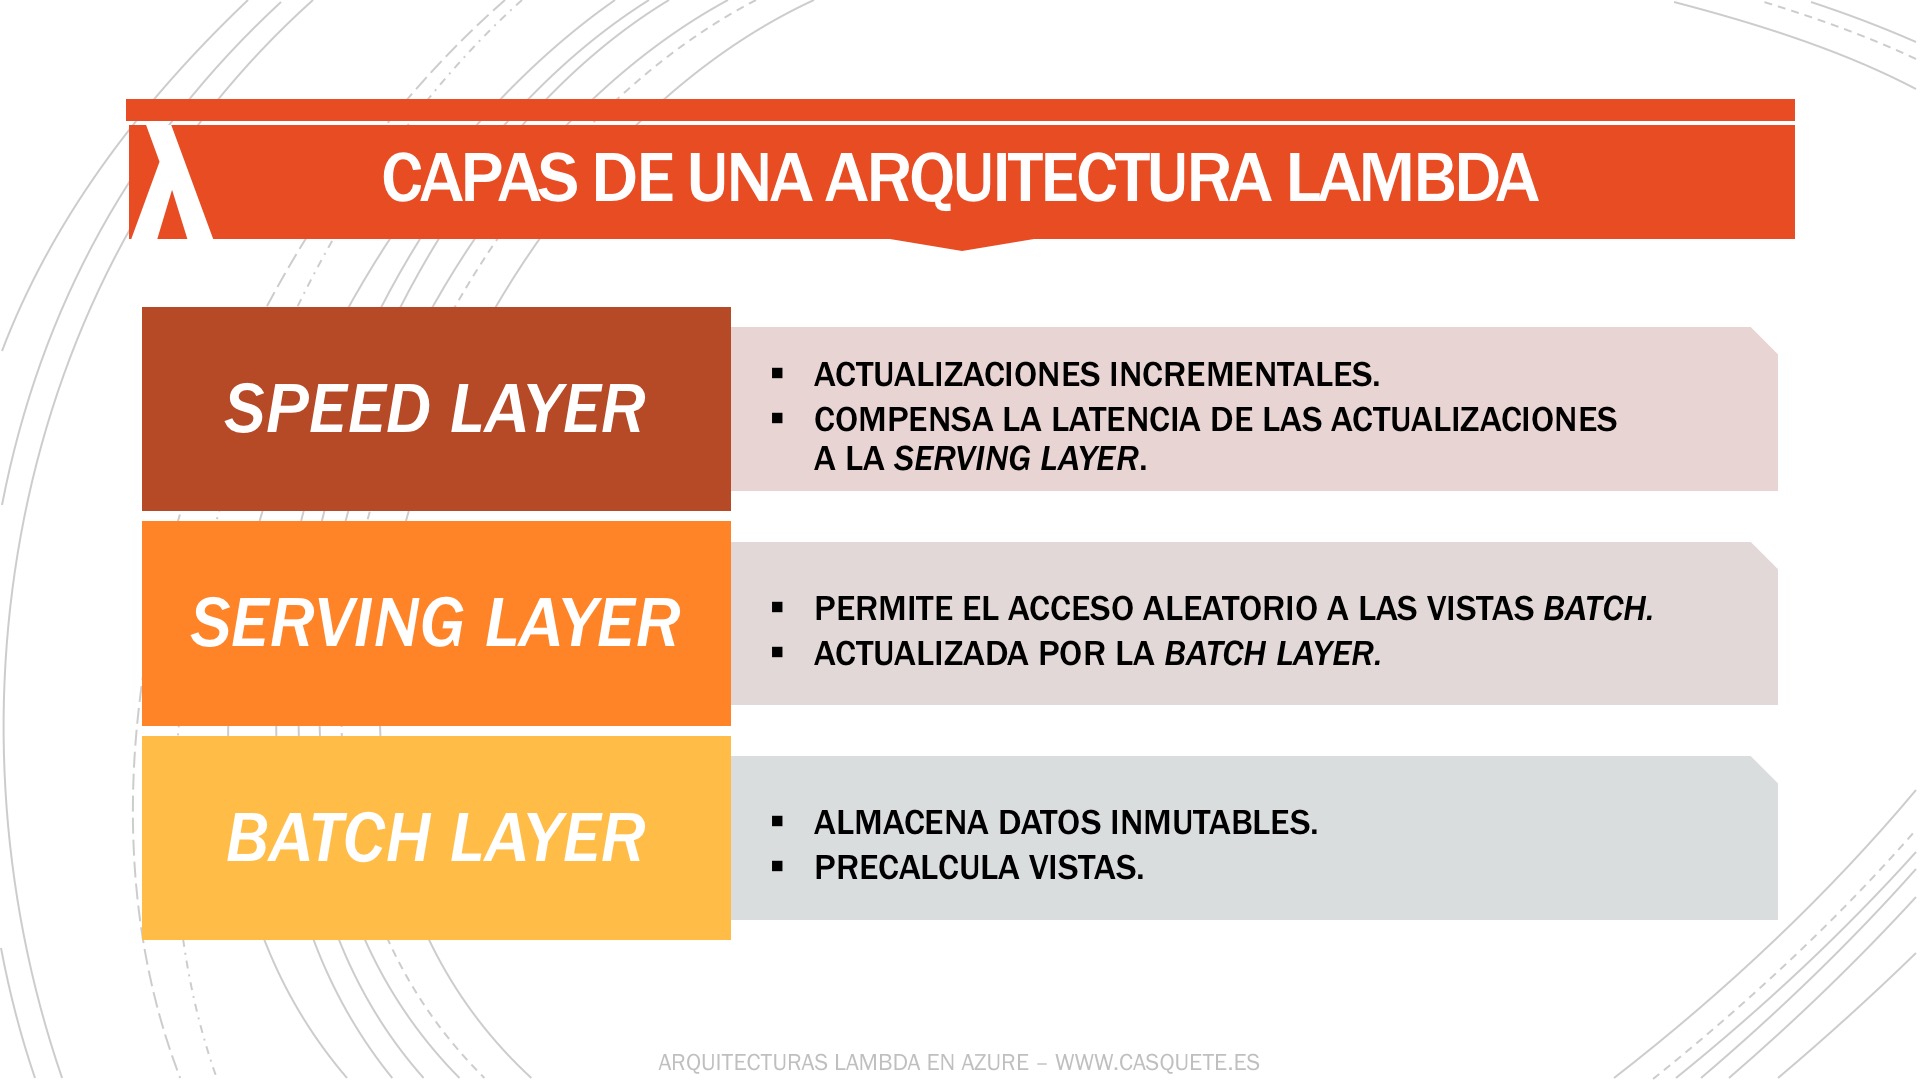 λ CAPAS DE UNA ARQUITECTURA LAMBDA
SPEED LAYER
▪ ACTUALIZACIONES INCREMENTALES.
▪ COMPENSA LA LATENCIA DE LAS ACTUALIZACIONES
A LA SERVING LAYER.
SERVING LAYER
▪ PERMITE EL ACCESO ALEATORIO A LAS VISTAS BATCH.
▪ ACTUALIZADA POR LA BATCH LAYER.
BATCH LAYER
▪ ALMACENA DATOS INMUTABLES.
▪ PRECALCULA VISTAS.
ARQUITECTURAS LAMBDA EN AZURE – WWW.CASQUETE.ES